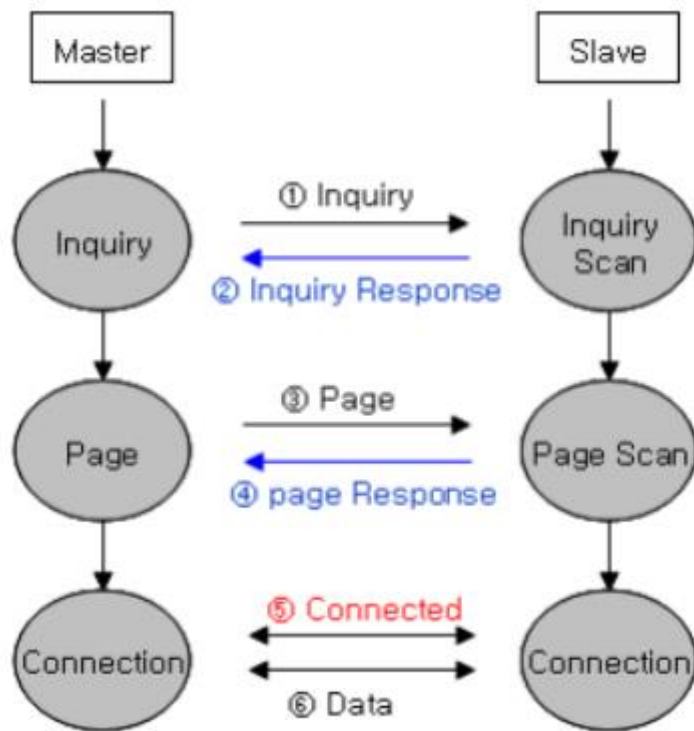 Master
Slave
① Inquiry
Inquiry
Inquiry
Scan
② Inquiry Response
③ Page
Page
Page Scan
④ page Response
⑤ Connected
Connection
Connection
⑥ Data